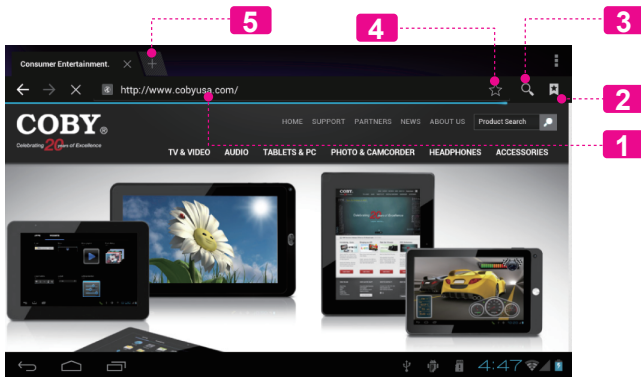 5
4
3
Consumer Entertainment.
http://www.cobyusa.com/
2
COBY®
HOME SUPPORT PARTNERS NEWS ABOUT US Product Search
1
Celebrating 20 years of Excellence
TV & VIDEO AUDIO TABLETS & PC PHOTO & CAMCORDER HEADPHONES ACCESSORIES
COBY
4:47